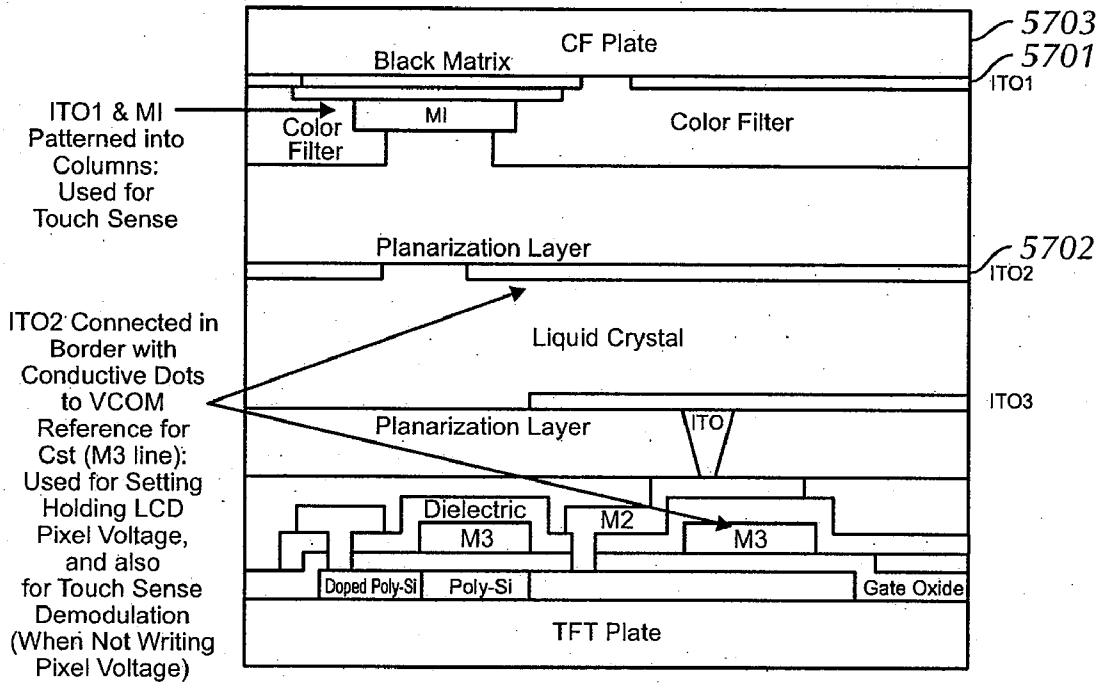 5703
CF Plate
5701
Black Matrix
ITO1
MI
Color
Filter
Color Filter
ITO1 & MI
Patterned into
Columns:
Used for
Touch Sense
Planarization Layer
5702
ITO2
Liquid Crystal
ITO2 Connected in
Border with
Conductive Dots
to VCOM
Reference for
Cst (M3 line):
Used for Setting
Holding LCD
Pixel Voltage,
and also
for Touch Sense
Demodulation
(When Not Writing
Pixel Voltage)
ITO3
Planarization Layer
ITO
Dielectric
M2
M3
M3
Doped Poly-Si
Poly-Si
Gate Oxide
TFT Plate